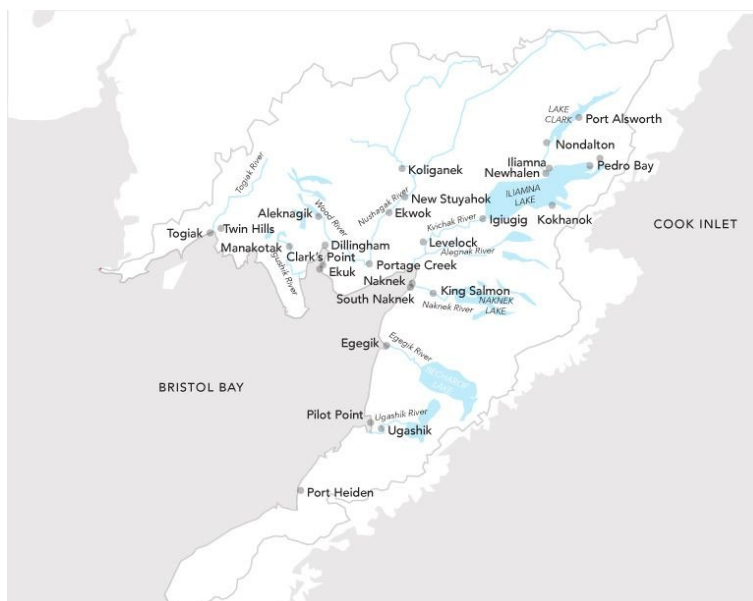 LAKE
CLARK
Port Alsworth
Nondalton
Iliamna
Newhalen
Pedro Bay
Koliganek
Togiak River
ILIAMNA
LAKE
New Stuyahok
Nushagak River
Ekwok
Aleknagik
Wood River
Kvichak River
Igiugig
Kokhanok
COOK INLET
Twin Hills
Togiak
Manakotak
Dillingham
Levelock
Alegnak River
Clark's Point
Portage Creek
Ekuk
Naknek
South Naknek
King Salmon
NAKNEK
LAKE
Naknek River
Egegik
Egegik River
BECHAROF
LAKE
BRISTOL BAY
Pilot Point
Ugashik River
Ugashik
Port Heiden